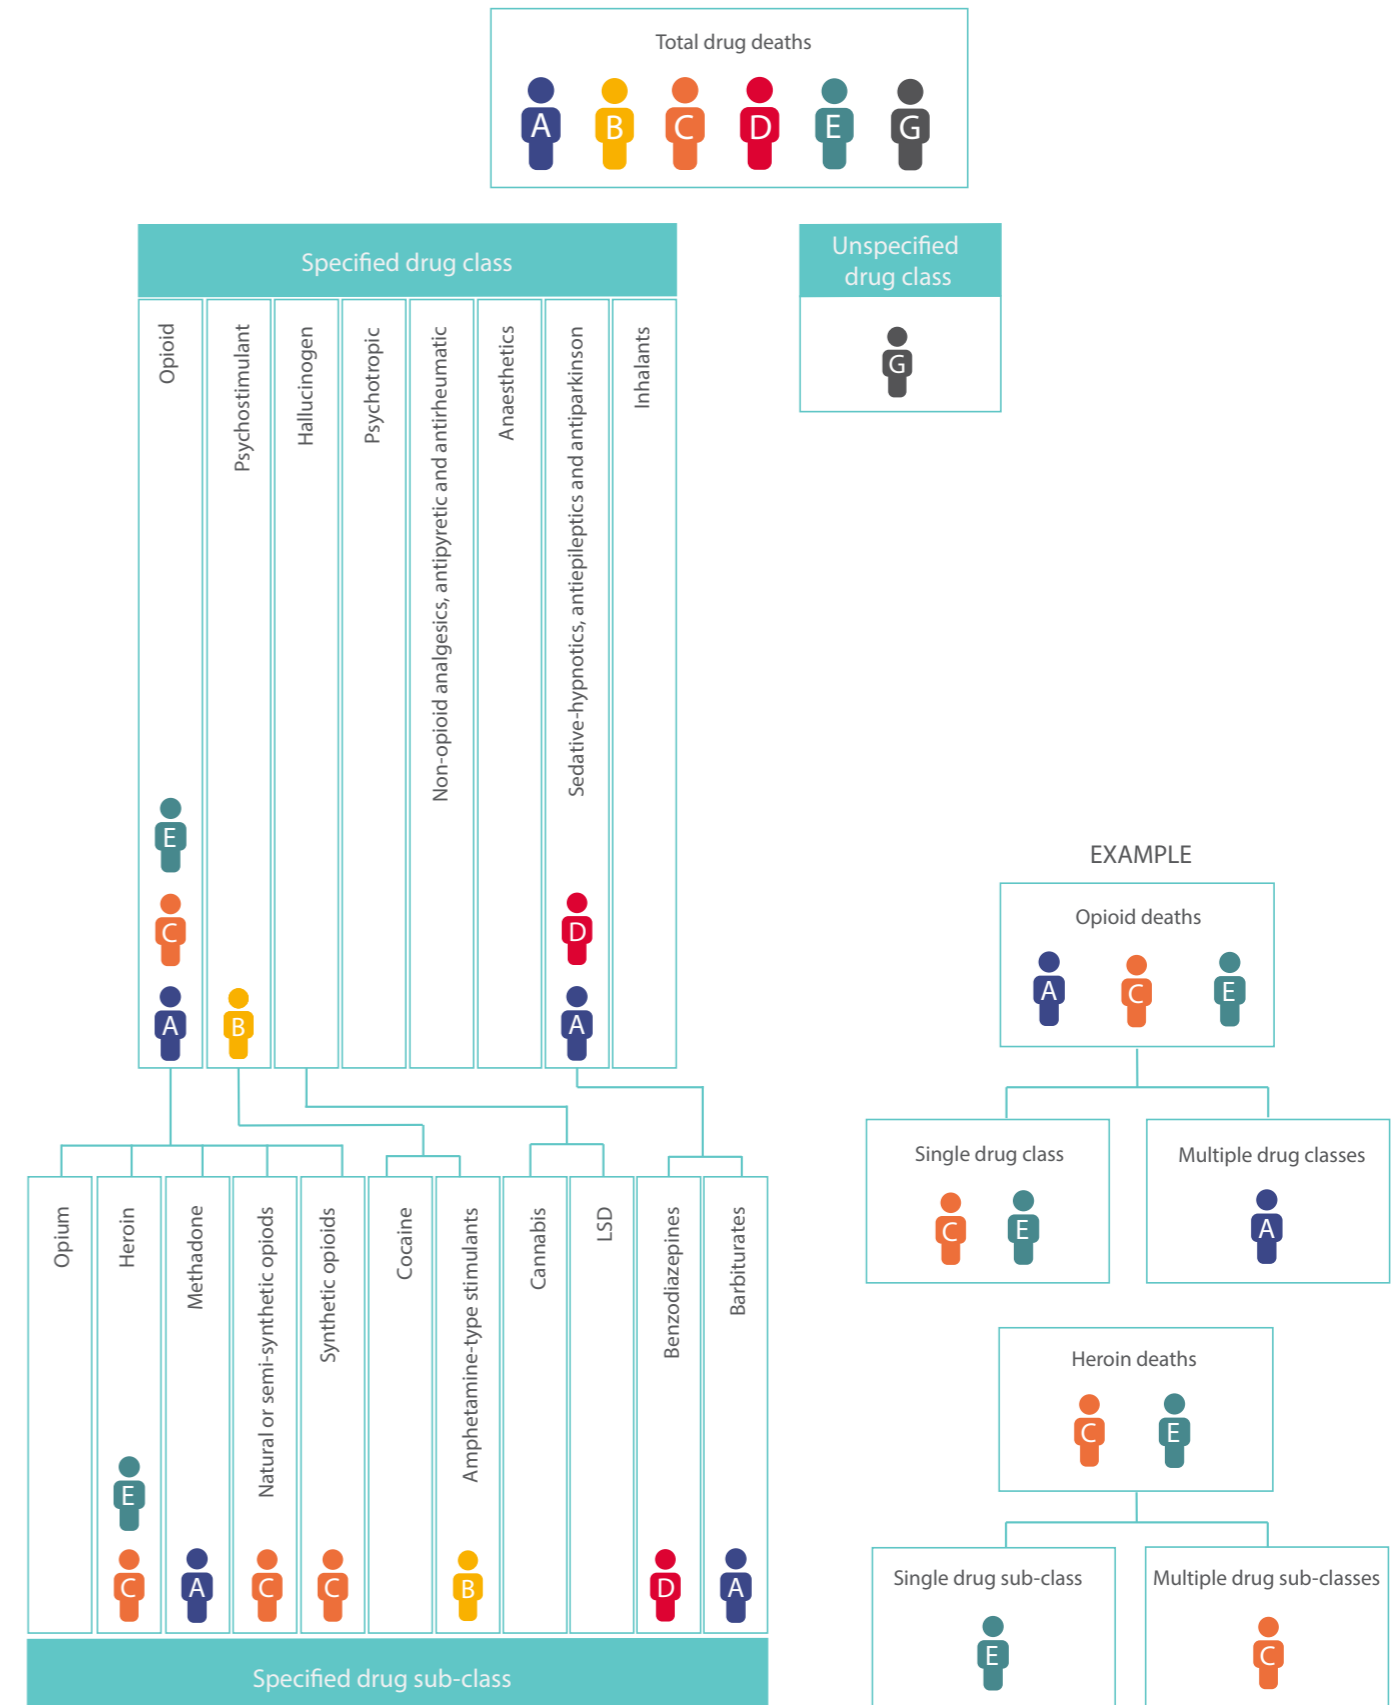 Total drug deaths
A B C D E G
Specified drug class
Unspecified
drug class
G
Opioid
Psychostimulant
Hallucinogen
Psychotropic
Non-opioid analgesics, antipyretic and antirheumatic
Anaesthetics
Sedative-hypnotics, antiepileptics and antiparkinson
Inhalants
E
C D
A B A
Opium
Heroin
Methadone
Natural or semi-synthetic opiods
Synthetic opioids
Cocaine
Amphetamine-type stimulants
Cannabis
LSD
Benzodiazepines
Barbiturates
E
C A C C B D A
Specified drug sub-class
EXAMPLE
Opioid deaths
A C E
Single drug class
C E
Multiple drug classes
A
Heroin deaths
C E
Single drug sub-class
E
Multiple drug sub-classes
C